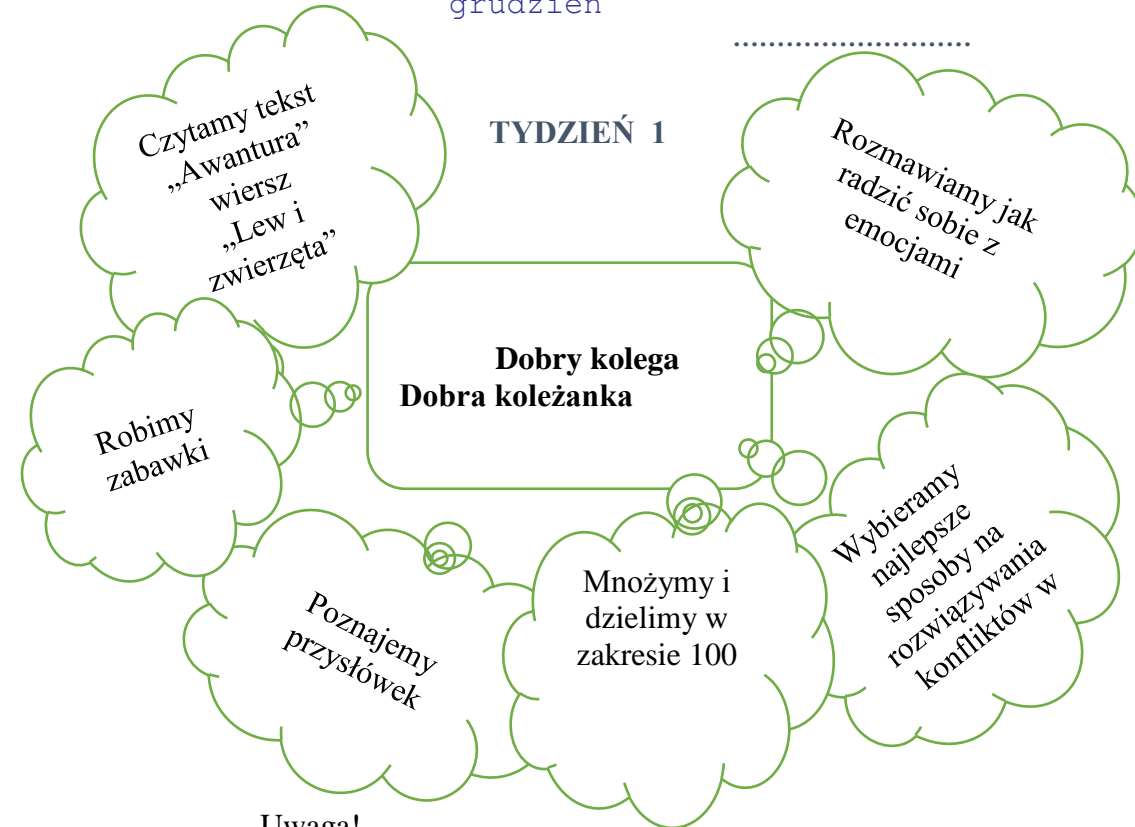 grudzień
...........................
TYDZIEŃ 1
Czytamy tekst
„Awantura”
wiersz
„Lew i
zwierzęta”
Rozmawiamy jak
radzić sobie z
emocjami
Dobry kolega
Dobra koleżanka
Robimy
zabawki
Wybieramy
najlepsze
sposoby na
rozwiązywania
konfliktów w
Poznajemy
przysłówek
Mnożymy i
dzielimy w
zakresie 100
Uwaga!